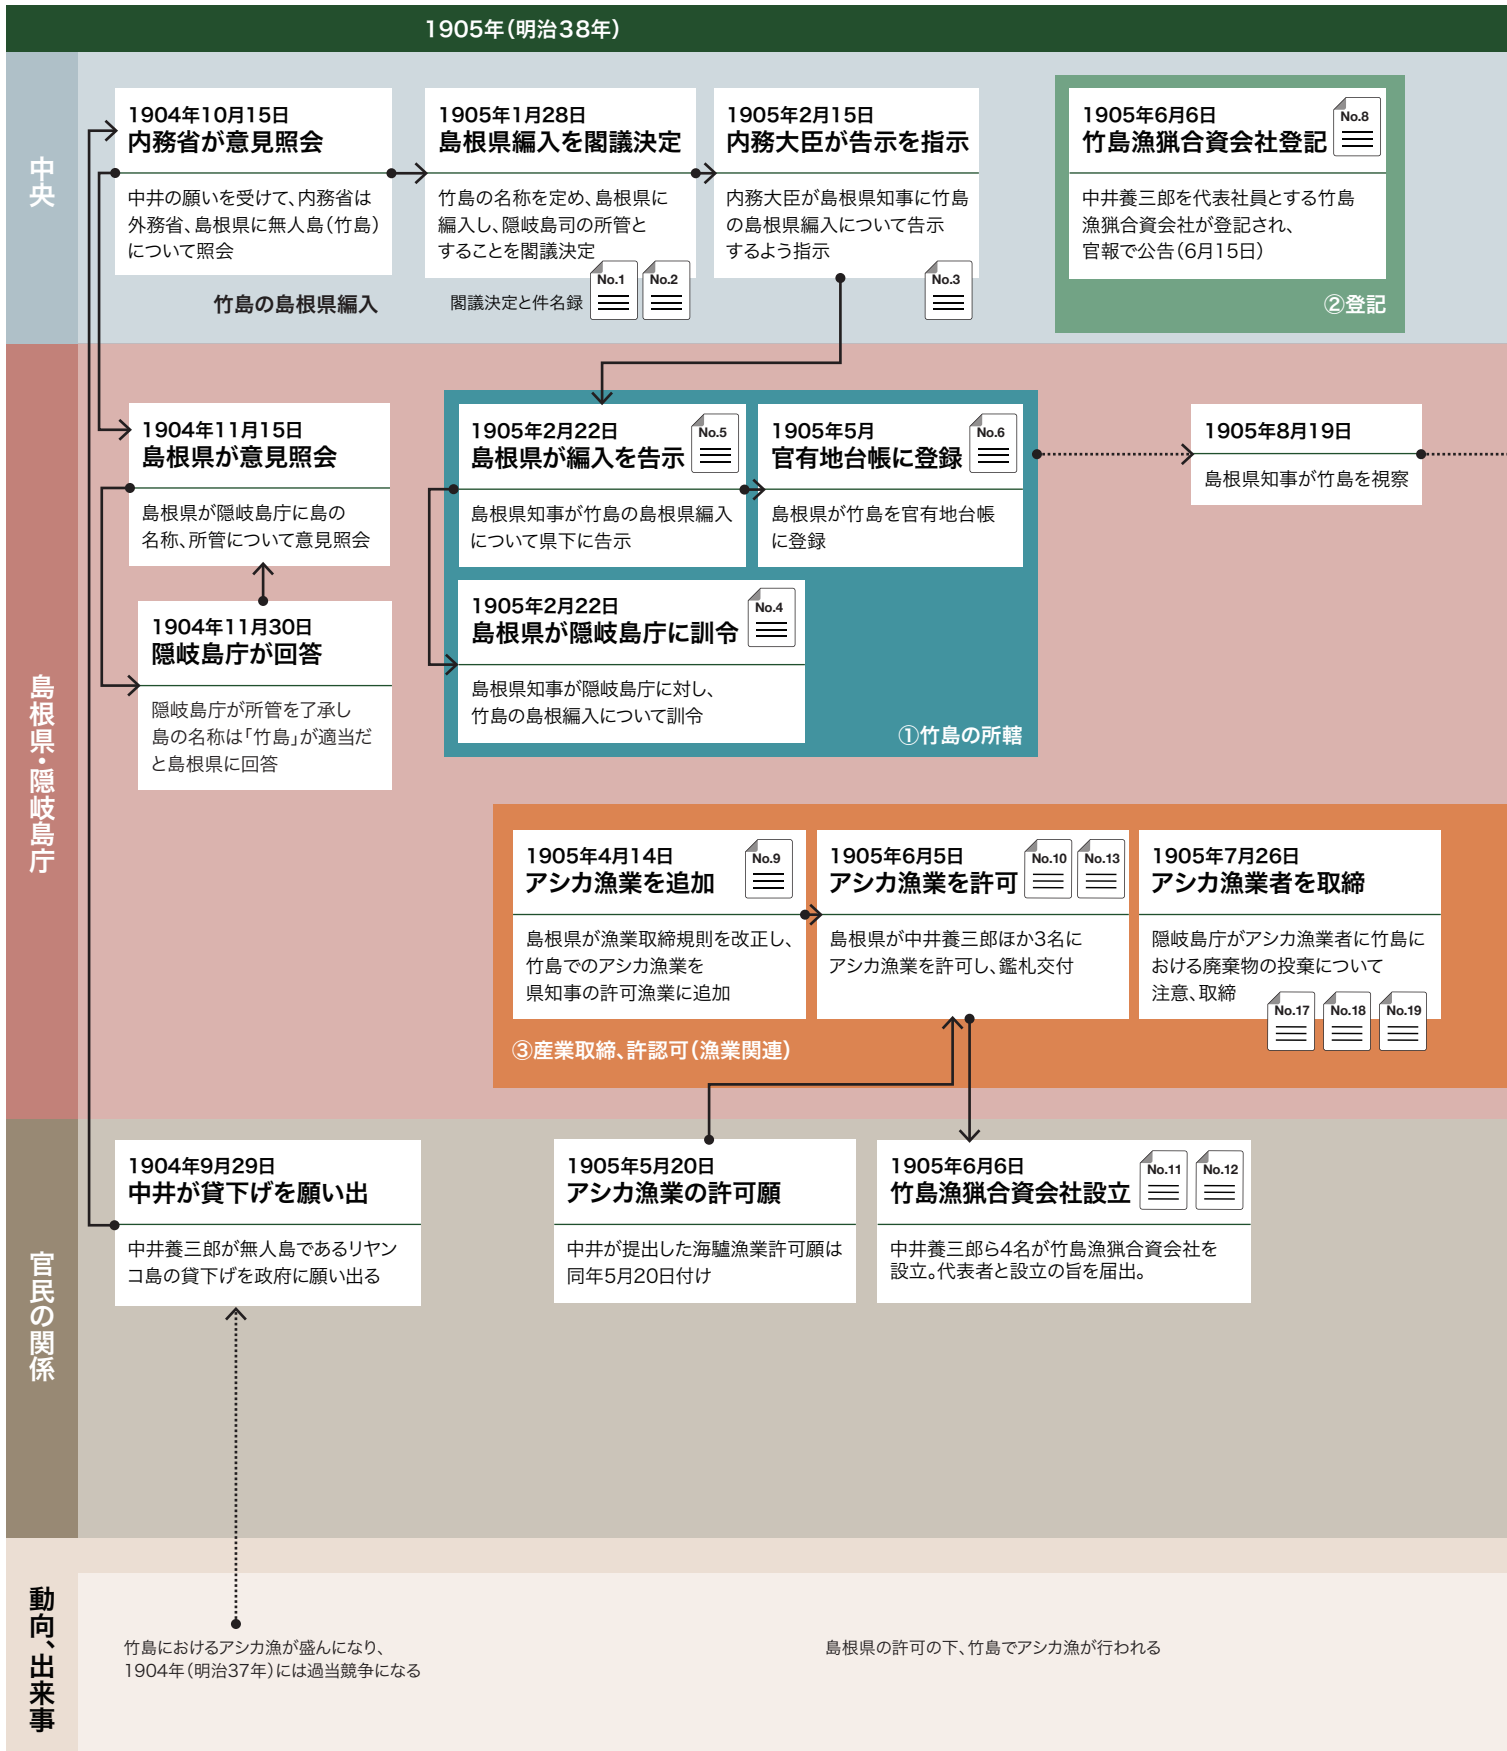 1905年(明治38年)
中央
1904年10月15日
内務省が意見照会
中井の願いを受けて、内務省は
外務省、島根県に無人島(竹島)
について照会
竹島の島根県編入
1905年1月28日
島根県編入を閣議決定
竹島の名称を定め、島根県に
編入し、隠岐島司の所管と
することを閣議決定
閣議決定と件名録
No.1
No.2
1905年2月15日
内務大臣が告示を指示
内務大臣が島根県知事に竹島
の島根県編入について告示
するよう指示
No.3
1905年6月6日
竹島漁猟合資会社登記
No.8
中井養三郎を代表社員とする竹島
漁猟合資会社が登記され、
官報で公告(6月15日)
②登記
島根県・隠岐島庁
1904年11月15日
島根県が意見照会
島根県が隠岐島庁に島の
名称、所管について意見照会
1904年11月30日
隠岐島庁が回答
隠岐島庁が所管を了承し
島の名称は「竹島」が適当だ
と島根県に回答
1905年2月22日
島根県が編入を告示
No.5
島根県知事が竹島の島根県編入
について県下に告示
1905年5月
官有地台帳に登録
No.6
島根県が竹島を官有地台帳
に登録
1905年2月22日
島根県が隠岐島庁に訓令
No.4
島根県知事が隠岐島庁に対し、
竹島の島根編入について訓令
①竹島の所轄
1905年8月19日
島根県知事が竹島を視察
1905年4月14日
アシカ漁業を追加
No.9
島根県が漁業取締規則を改正し、
竹島でのアシカ漁業を
県知事の許可漁業に追加
1905年6月5日
アシカ漁業を許可
No.10
No.13
島根県が中井養三郎ほか3名に
アシカ漁業を許可し、鑑札交付
1905年7月26日
アシカ漁業者を取締
隠岐島庁がアシカ漁業者に竹島に
おける廃棄物の投棄について
注意、取締
No.17
No.18
No.19
③産業取締、許認可(漁業関連)
官民の関係
1904年9月29日
中井が貸下げを願い出
中井養三郎が無人島であるリヤン
コ島の貸下げを政府に願い出る
1905年5月20日
アシカ漁業の許可願
中井が提出した海驢漁業許可願は
同年5月20日付け
1905年6月6日
竹島漁猟合資会社設立
No.11
No.12
中井養三郎ら4名が竹島漁猟合資会社を
設立。代表者と設立の旨を届出。
動向、出来事
竹島におけるアシカ漁が盛んになり、
1904年(明治37年)には過当競争になる
島根県の許可の下、竹島でアシカ漁が行われる